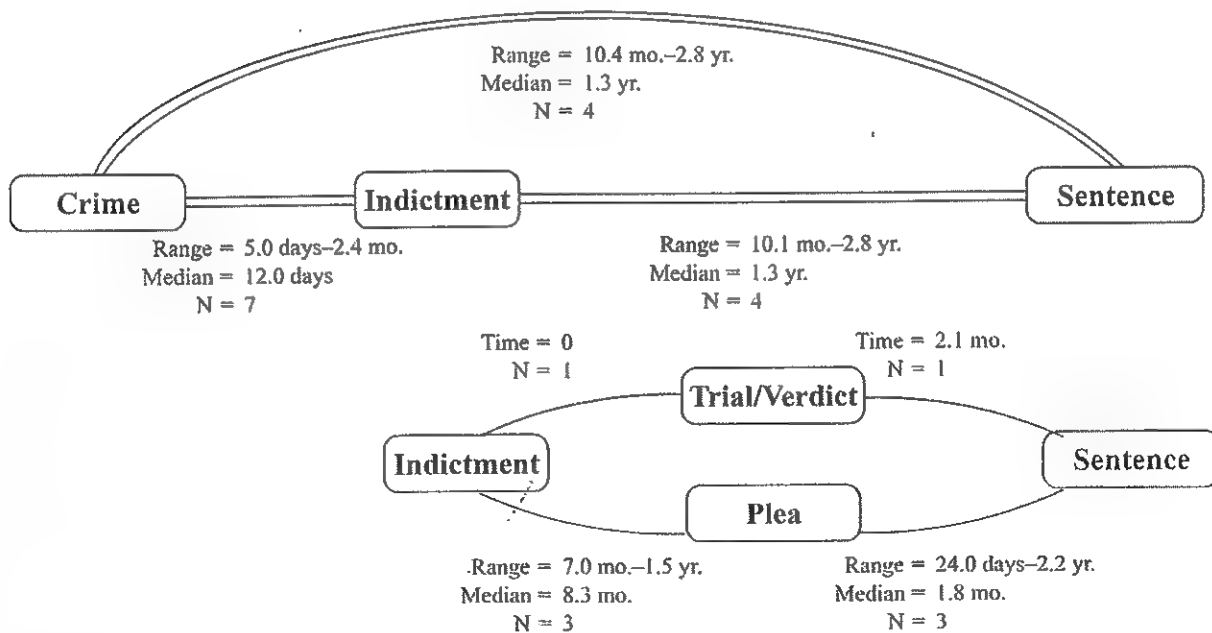 Range = 10.4 mo.–2.8 yr.
Median = 1.3 yr.
N = 4
Crime
Indictment
Sentence
Range = 5.0 days–2.4 mo.
Median = 12.0 days
N = 7
Range = 10.1 mo.–2.8 yr.
Median = 1.3 yr.
N = 4
Time = 0
N = 1
Time = 2.1 mo.
N = 1
Trial/Verdict
Indictment
Sentence
Plea
Range = 7.0 mo.–1.5 yr.
Median = 8.3 mo.
N = 3
Range = 24.0 days–2.2 yr.
Median = 1.8 mo.
N = 3